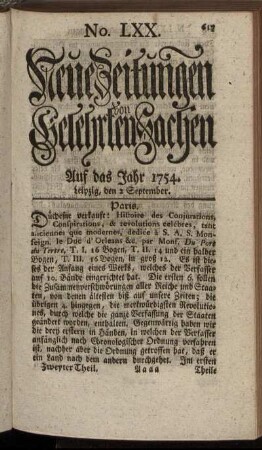 No. LXX.
Neue Zeitungen
von
Gelehrten Sachen
Auf das Jahr 1754.
Leipzig, den 2 September.
Paris.
Düchesne verkauft: Histoire des Conjurations,
Conspirations, & revolutions celébres, tant
anciennes que modernes, dediée à S. A. S. Mon-
seign. le Duc d' Orleans &c. par Mons. Du Port
du Tertre, T. I. 16 Bogen, T. II. 14 und ein halber
Bogen, T. III. 16 Bogen, in groß 12. Es ist die-
ses der Anfang eines Werks, welches der Verfasser
auf 10. Bände eingerichtet hat. Die ersten 6. sollen
die Zusammenverschwörungen aller Reiche und Staa-
ten, von denen ältesten biß auf unsere Zeiten; die
übrigen 4. hingegen, die merkwürdigsten Revolutio-
nes, durch welche die ganze Verfassung der Staaten
geändert worden, enthalten. Gegenwärtig haben wir
die drey erstern in Händen, in welchen der Verfasser
anfänglich nach Chronologischer Ordnung verfahren
ist, nachher aber die Ordnung getroffen hat, daß er
ein Land nach dem andern durchgehet. Im ersten
Zweyter Theil. Aaaa Theile